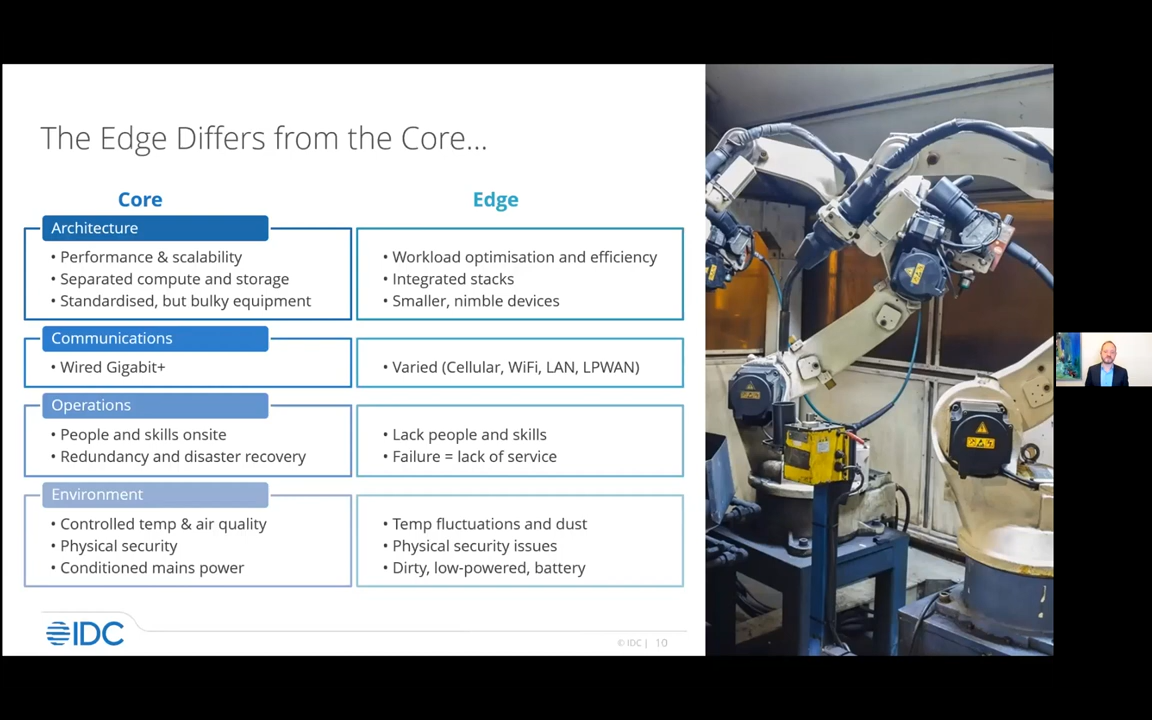 The Edge Differs from the Core...
Core
Edge
Architecture
• Performance & scalability
• Separated compute and storage
• Standardised, but bulky equipment
• Workload optimisation and efficiency
• Integrated stacks
• Smaller, nimble devices
Communications
• Wired Gigabit+
• Varied (Cellular, WiFi, LAN, LPWAN)
Operations
• People and skills onsite
• Redundancy and disaster recovery
• Lack people and skills
• Failure = lack of service
Environment
• Controlled temp & air quality
• Physical security
• Conditioned mains power
• Temp fluctuations and dust
• Physical security issues
• Dirty, low-powered, battery
IDC
© IDC | 10